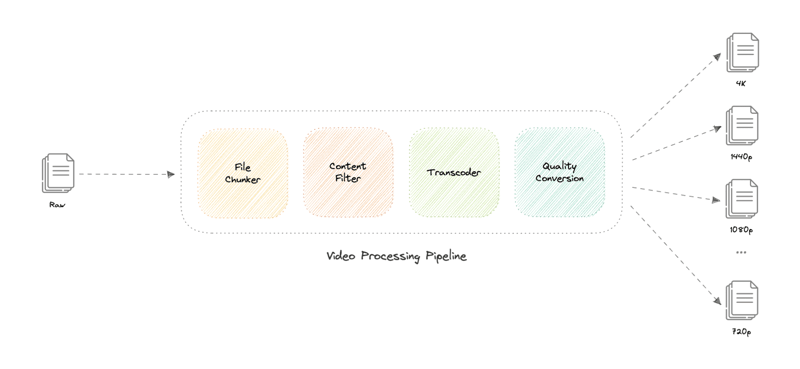 Raw
File
Chunker
Content
Filter
Transcoder
Quality
Conversion
Video Processing Pipeline
4K
1440p
1080p
...
720p